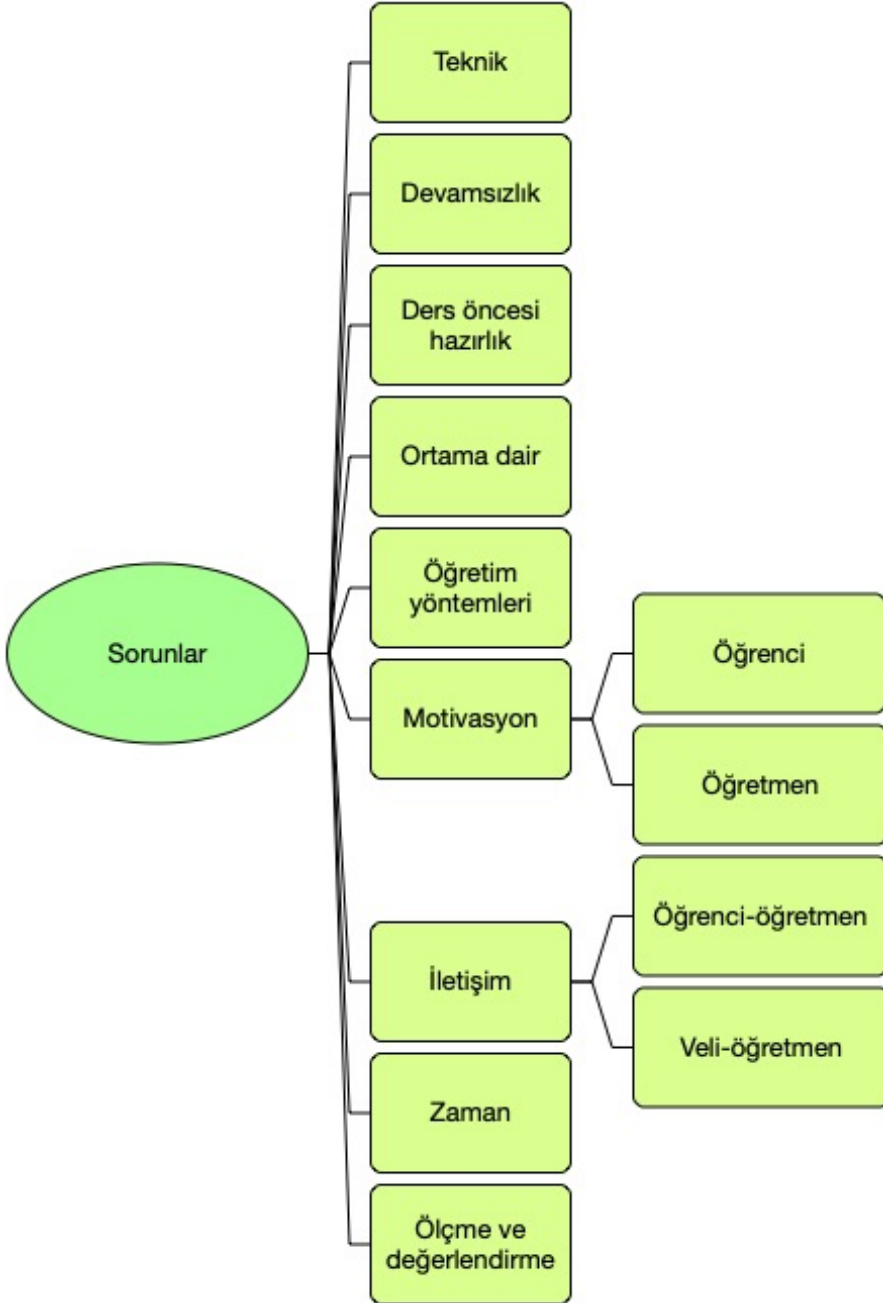 Teknik
Devamsızlık
Ders öncesi
hazırlık
Ortama dair
Öğretim
yöntemleri
Sorunlar
Motivasyon
Öğrenci
Öğretmen
İletişim
Öğrenci-öğretmen
Veli-öğretmen
Zaman
Ölçme ve
değerlendirme